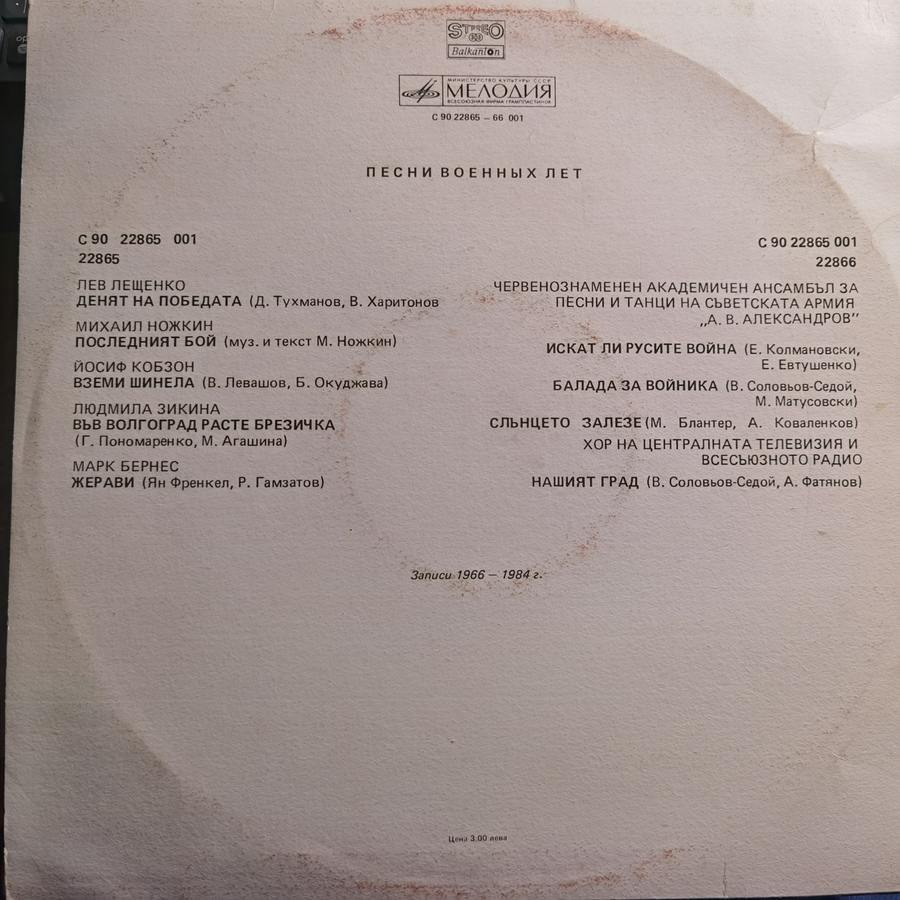 STEREO
Balkanton
МИНИСТЕРСТВО КУЛЬТУРЫ СССР
МЕЛОДИЯ
ВСЕСОЮЗНАЯ ФИРМА ГРАМПЛАСТИНОК
С 90 22865 – 66 001
ПЕСНИ ВОЕННЫХ ЛЕТ
С 90 22865 001
22865
ЛЕВ ЛЕЩЕНКО
ДЕНЯТ НА ПОБЕДАТА (Д. Тухманов, В. Харитонов
МИХАИЛ НОЖКИН
ПОСЛЕДНИЯТ БОЙ (муз. и текст М. Ножкин)
ЙОСИФ КОБЗОН
ВЗЕМИ ШИНЕЛА (В. Левашов, Б. Окуджава)
ЛЮДМИЛА ЗИКИНА
ВЪВ ВОЛГОГРАД РАСТЕ БРЕЗИЧКА
(Г. Пономаренко, М. Агашина)
МАРК БЕРНЕС
ЖЕРАВИ (Ян Френкел, Р. Гамзатов)
С 90 22865 001
22866
ЧЕРВЕНОЗНАМЕНЕН АКАДЕМИЧЕН АНСАМБЪЛ ЗА
ПЕСНИ И ТАНЦИ НА СЪВЕТСКАТА АРМИЯ
„А. В. АЛЕКСАНДРОВ”
ИСКАТ ЛИ РУСИТЕ ВОЙНА (Е. Колмановски,
Е. Евтушенко)
БАЛАДА ЗА ВОЙНИКА (В. Соловьов-Седой,
М. Матусовски)
СЛЪНЦЕТО ЗАЛЕЗЕ (М. Блантер, А. Коваленков)
ХОР НА ЦЕНТРАЛНАТА ТЕЛЕВИЗИЯ И
ВСЕСЪЮЗНОТО РАДИО
НАШИЯТ ГРАД (В. Соловьов-Седой, А. Фатянов)
Записи 1966 – 1984 г.
Цена 3.00 лева